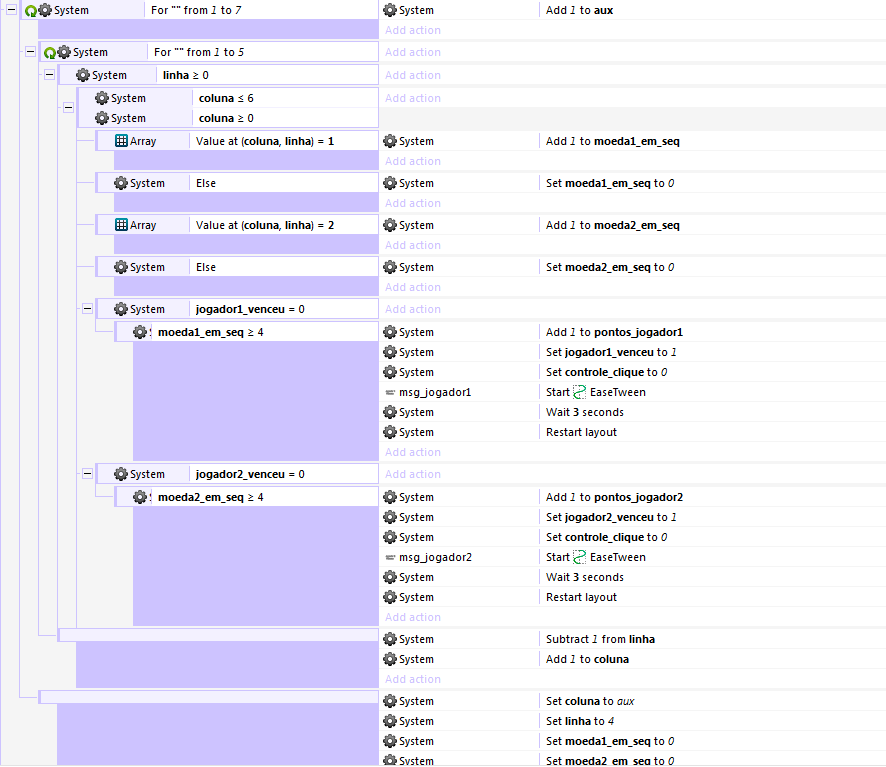 System For "" from 1 to 7 System Add 1 to aux
Add action
System For "" from 1 to 5 Add action
System linha ≥ 0 Add action
System coluna ≤ 6 Add action
System coluna ≥ 0
Array Value at (coluna, linha) = 1 System Add 1 to moeda1_em_seq
Add action
System Else System Set moeda1_em_seq to 0
Add action
Array Value at (coluna, linha) = 2 System Add 1 to moeda2_em_seq
Add action
System Else System Set moeda2_em_seq to 0
Add action
System jogador1_venceu = 0 Add action
moeda1_em_seq ≥ 4 System Add 1 to pontos_jogador1
System Set jogador1_venceu to 1
System Set controle_clique to 0
msg_jogador1 Start EaseTween
System Wait 3 seconds
System Restart layout
Add action
System jogador2_venceu = 0 Add action
moeda2_em_seq ≥ 4 System Add 1 to pontos_jogador2
System Set jogador2_venceu to 1
System Set controle_clique to 0
msg_jogador2 Start EaseTween
System Wait 3 seconds
System Restart layout
Add action
System Subtract 1 from linha
System Add 1 to coluna
Add action
System Set coluna to aux
System Set linha to 4
System Set moeda1_em_seq to 0
System Set moeda2_em_seq to 0